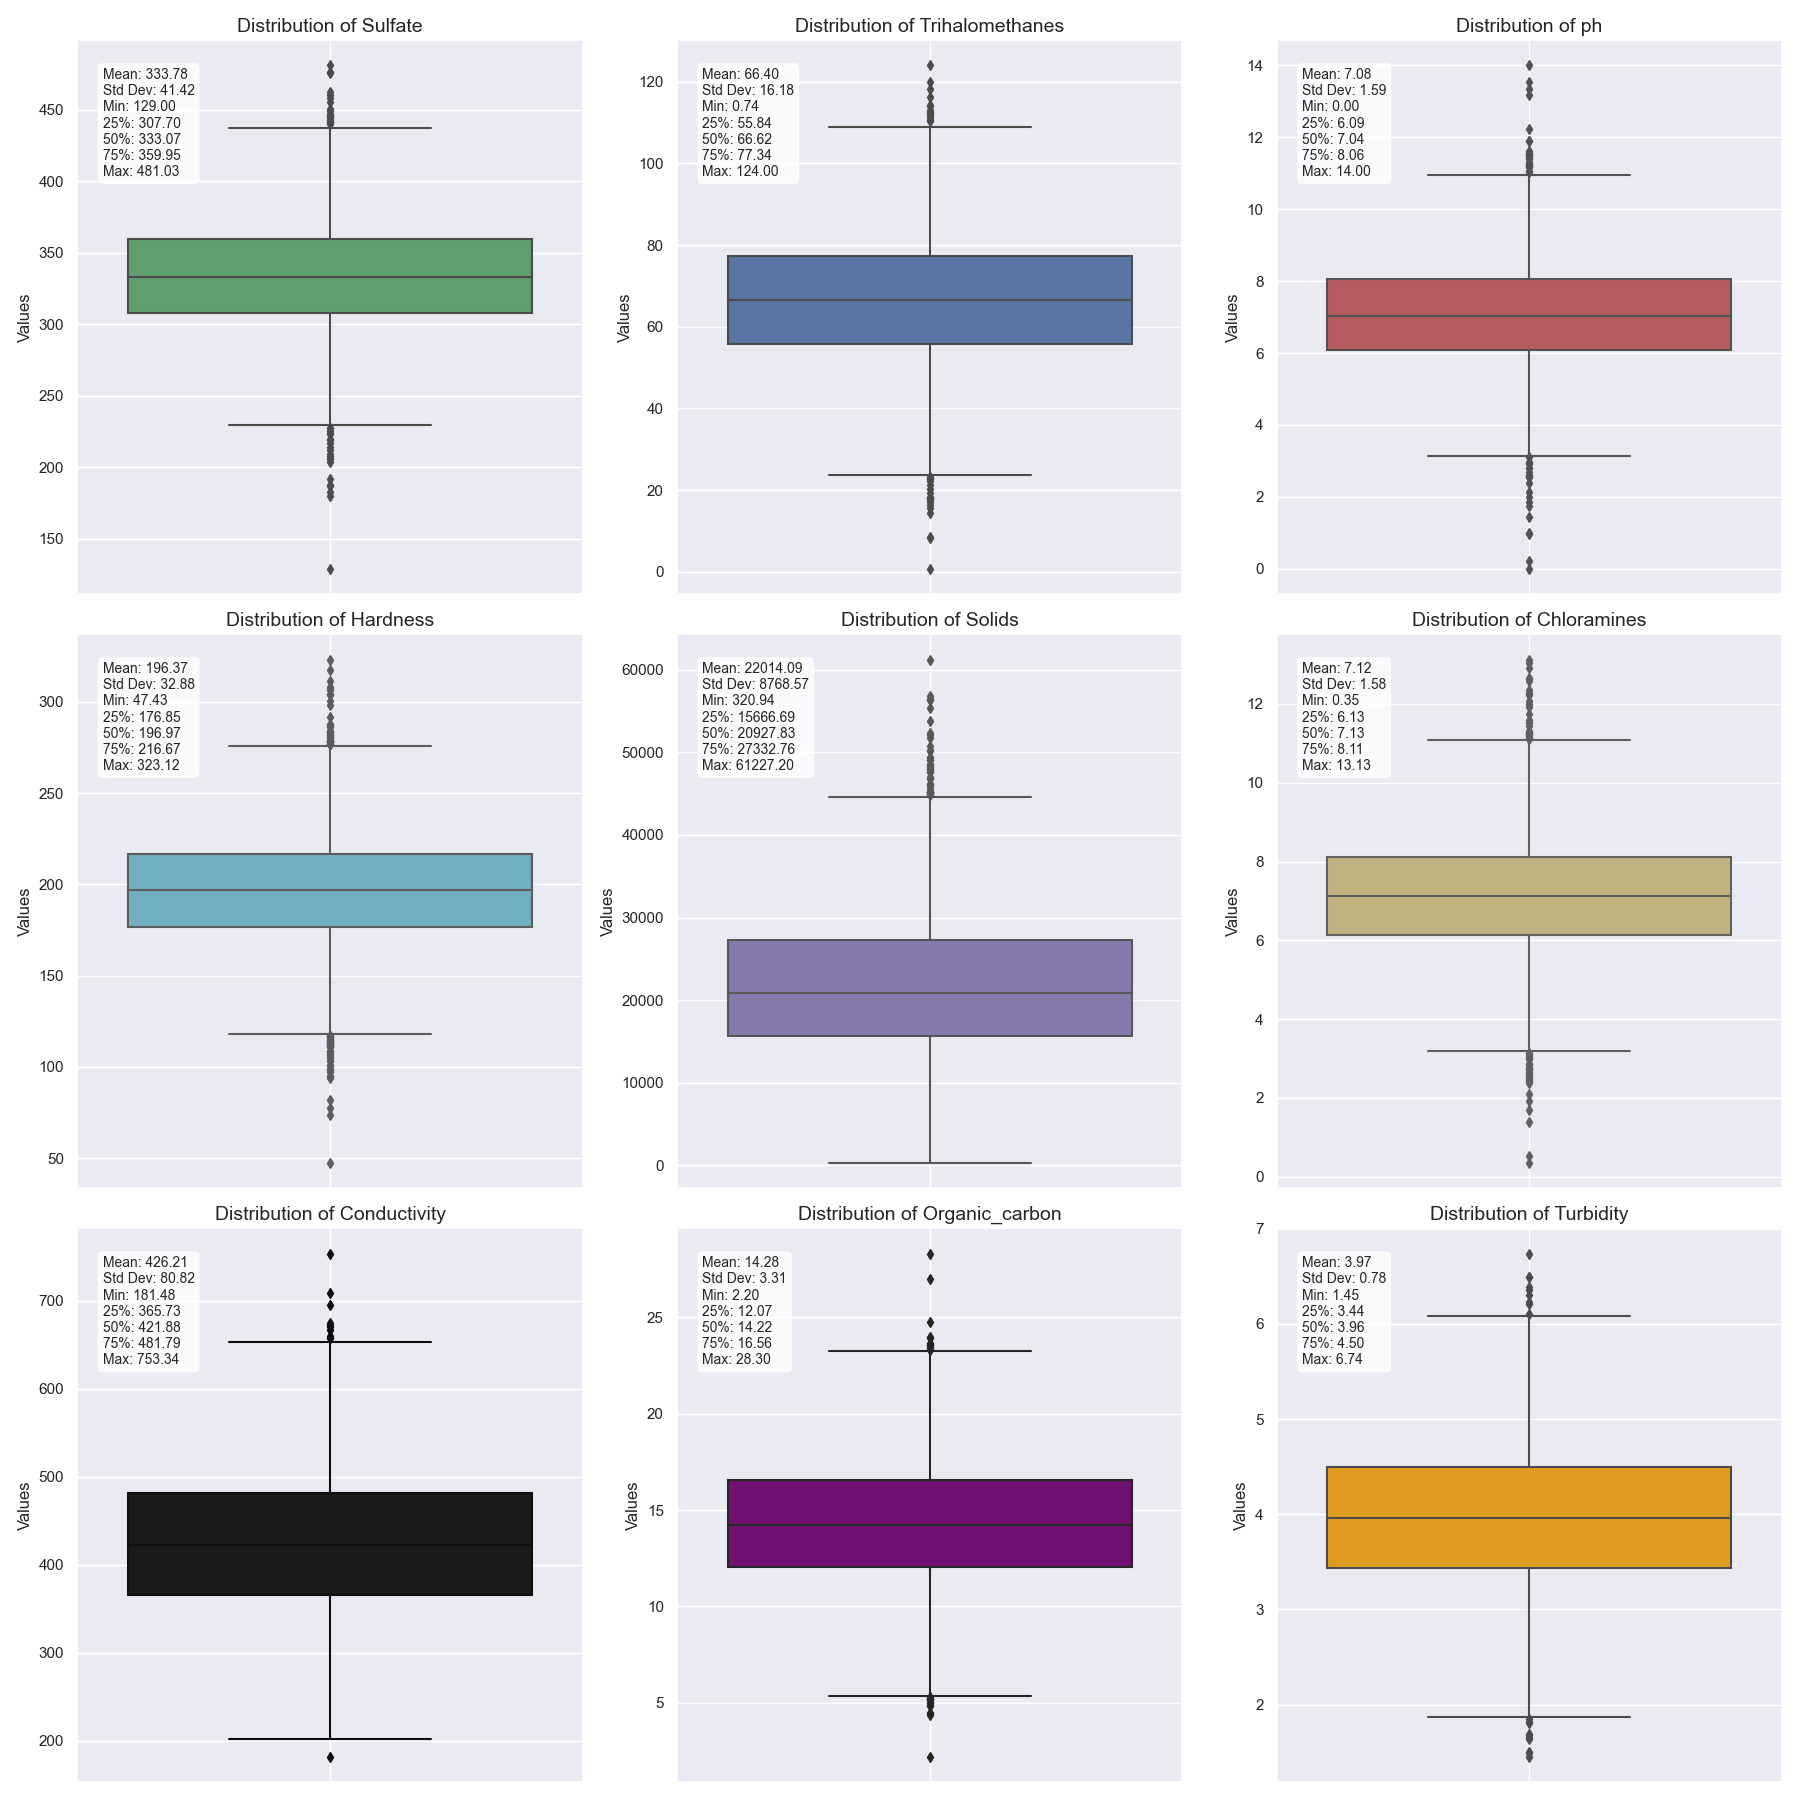 Distribution of Sulfate
Values
450
400
350
300
250
200
150
Mean: 333.78
Std Dev: 41.42
Min: 129.00
25%: 307.70
50%: 333.07
75%: 359.95
Max: 481.03
Distribution of Trihalomethanes
Values
120
100
80
60
40
20
0
Mean: 66.40
Std Dev: 16.18
Min: 0.74
25%: 55.84
50%: 66.62
75%: 77.34
Max: 124.00
Distribution of ph
Values
14
12
10
8
6
4
2
0
Mean: 7.08
Std Dev: 1.59
Min: 0.00
25%: 6.09
50%: 7.04
75%: 8.06
Max: 14.00
Distribution of Hardness
Values
300
250
200
150
100
50
Mean: 196.37
Std Dev: 32.88
Min: 47.43
25%: 176.85
50%: 196.97
75%: 216.67
Max: 323.12
Distribution of Solids
Values
60000
50000
40000
30000
20000
10000
0
Mean: 22014.09
Std Dev: 8768.57
Min: 320.94
25%: 15666.69
50%: 20927.83
75%: 27332.76
Max: 61227.20
Distribution of Chloramines
Values
12
10
8
6
4
2
0
Mean: 7.12
Std Dev: 1.58
Min: 0.35
25%: 6.13
50%: 7.13
75%: 8.11
Max: 13.13
Distribution of Conductivity
Values
700
600
500
400
300
200
Mean: 426.21
Std Dev: 80.82
Min: 181.48
25%: 365.73
50%: 421.88
75%: 481.79
Max: 753.34
Distribution of Organic_carbon
Values
25
20
15
10
5
Mean: 14.28
Std Dev: 3.31
Min: 2.20
25%: 12.07
50%: 14.22
75%: 16.56
Max: 28.30
Distribution of Turbidity
Values
7
6
5
4
3
2
Mean: 3.97
Std Dev: 0.78
Min: 1.45
25%: 3.44
50%: 3.96
75%: 4.50
Max: 6.74